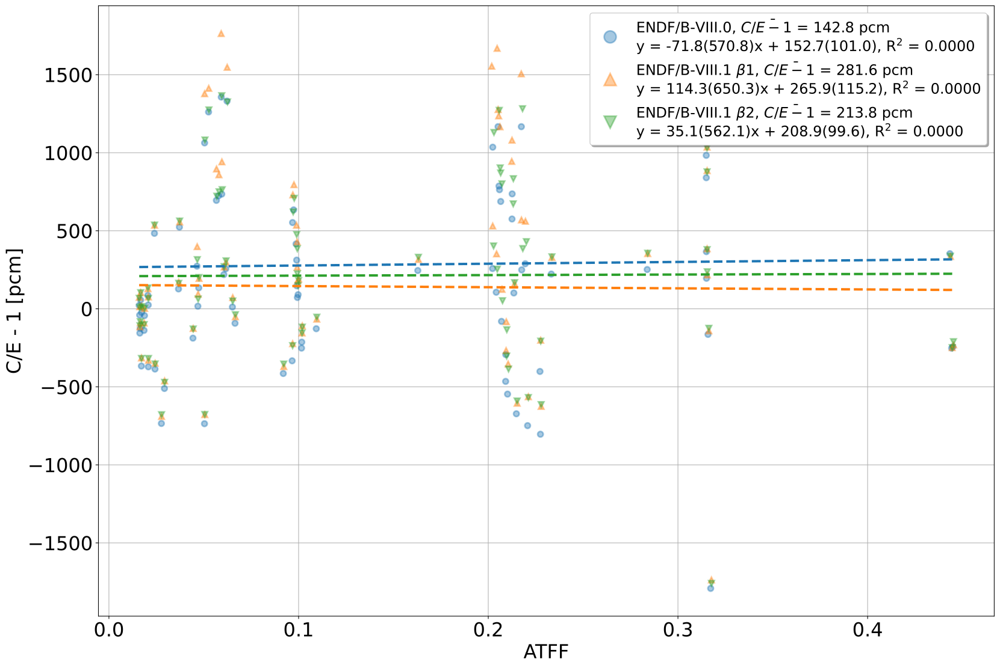 ENDF/B-VIII.0, C/E − 1 = 142.8 pcm
y = -71.8(570.8)x + 152.7(101.0), R² = 0.0000
ENDF/B-VIII.1 β1, C/E − 1 = 281.6 pcm
y = 114.3(650.3)x + 265.9(115.2), R² = 0.0000
ENDF/B-VIII.1 β2, C/E − 1 = 213.8 pcm
y = 35.1(562.1)x + 208.9(99.6), R² = 0.0000
C/E - 1 [pcm]
1500
1000
500
0
−500
−1000
−1500
0.0 0.1 0.2 0.3 0.4
ATFF